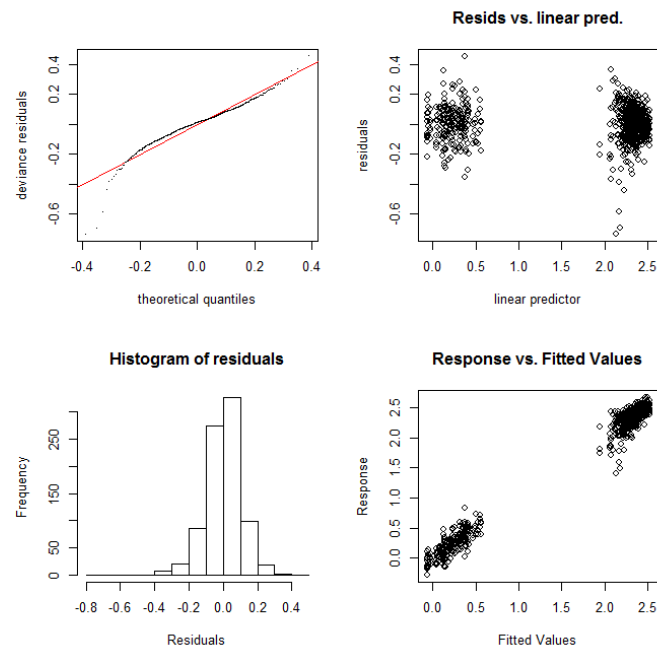 deviance residuals
0.4
0.2
-0.2
-0.6
-0.4 -0.2 0.0 0.2 0.4
theoretical quantiles
Resids vs. linear pred.
residuals
0.4
0.2
-0.2
-0.6
0.0 0.5 1.0 1.5 2.0 2.5
linear predictor
Histogram of residuals
Frequency
250
150
50
0
-0.8 -0.6 -0.4 -0.2 0.0 0.2 0.4
Residuals
Response vs. Fitted Values
Response
2.5
2.0
1.5
1.0
0.5
0.0
0.0 0.5 1.0 1.5 2.0 2.5
Fitted Values